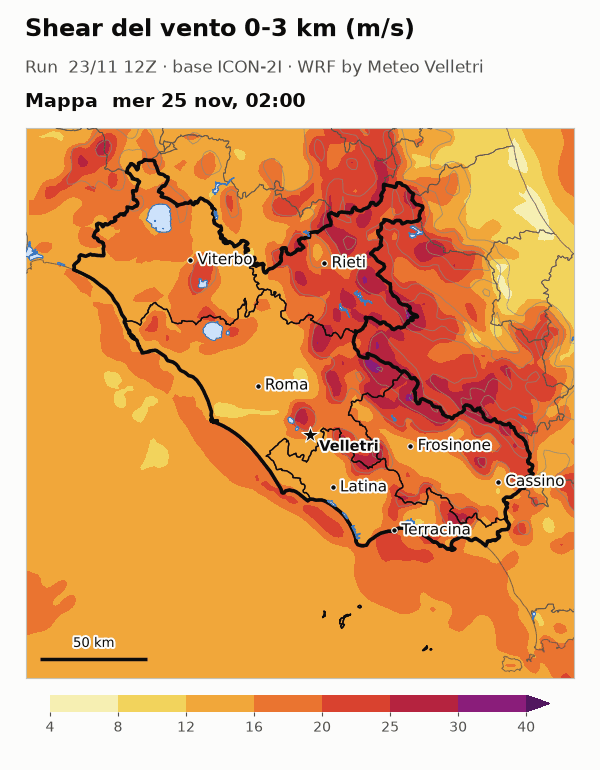 Shear del vento 0-3 km (m/s)
Run  23/11 12Z · base ICON-2I · WRF by Meteo Velletri
Mappa  mer 25 nov, 02:00
Viterbo
Rieti
Roma
Velletri
Frosinone
Latina
Cassino
Terracina
50 km
4 8 12 16 20 25 30 40